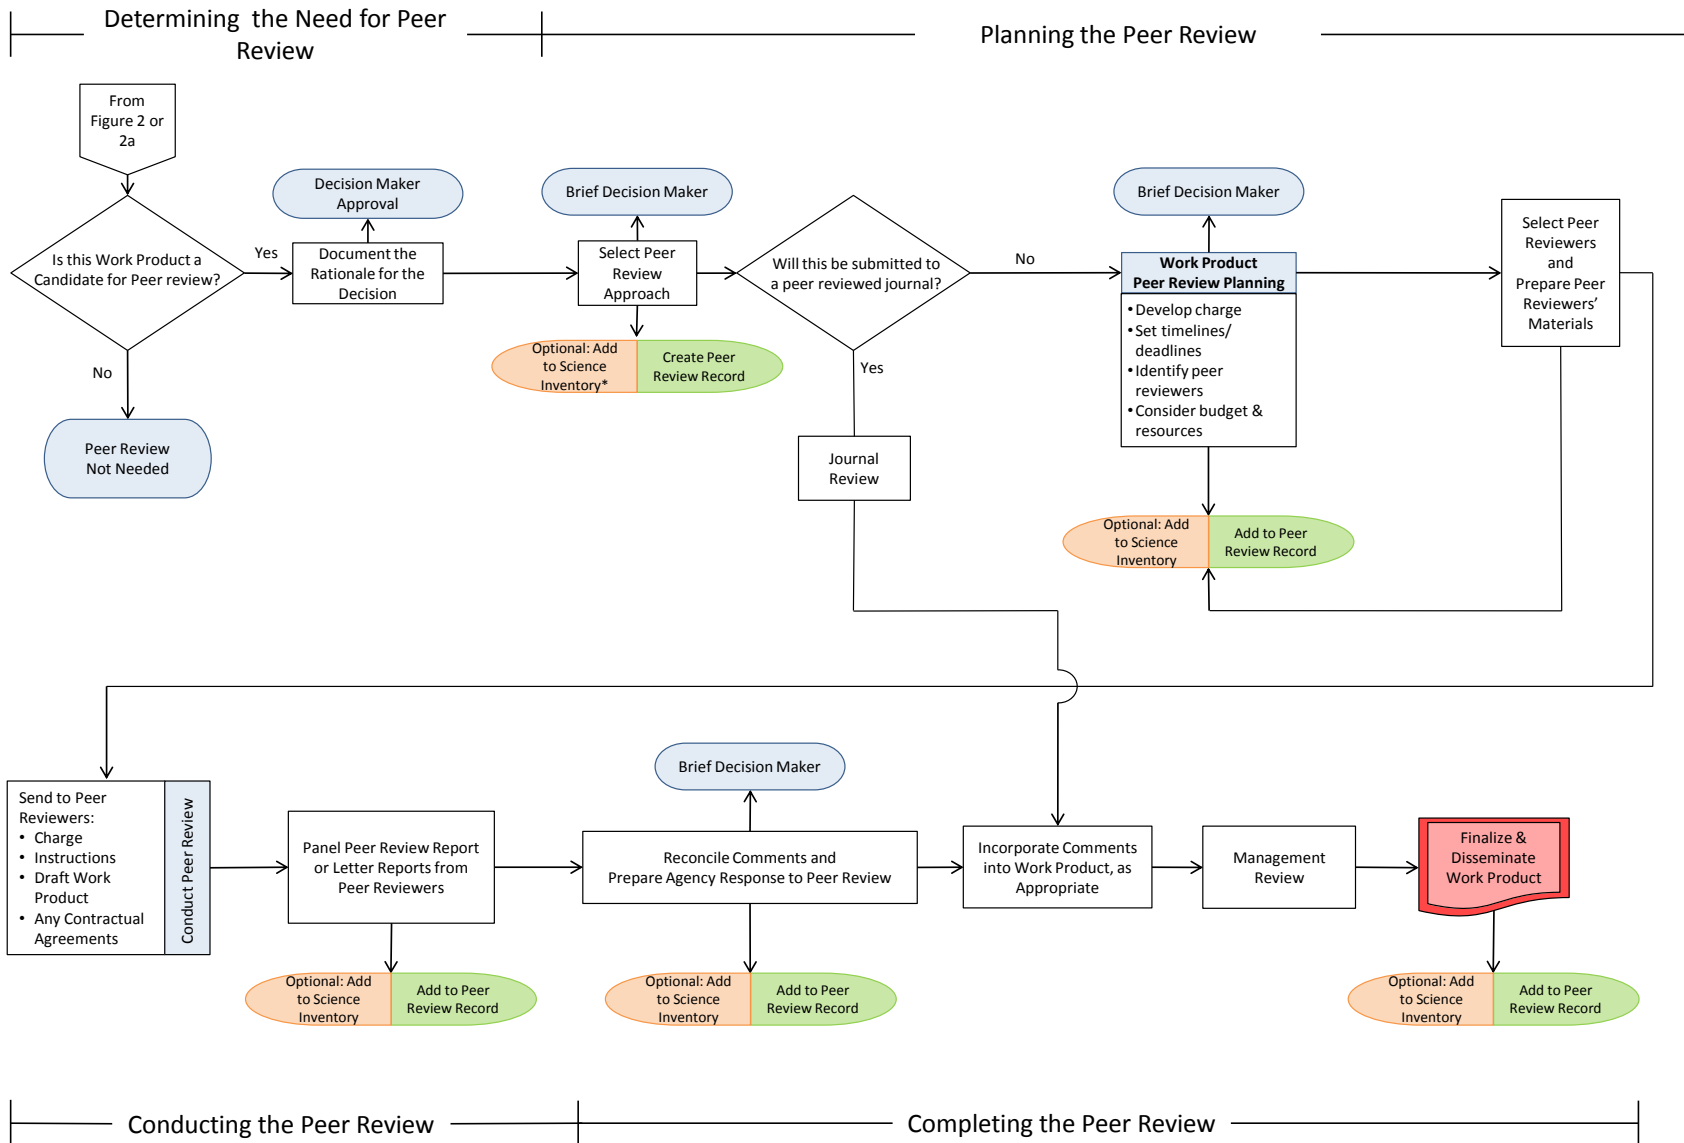 Determining  the Need for Peer
Review
Planning the Peer Review
From
Figure 2 or
2a
Is this Work Product a
Candidate for Peer review?
Yes
No
Peer Review
Not Needed
Decision Maker
Approval
Document the
Rationale for the
Decision
Brief Decision Maker
Select Peer
Review
Approach
Optional: Add
to Science
Inventory*
Create Peer
Review Record
Will this be submitted to
a peer reviewed journal?
No
Yes
Journal
Review
Brief Decision Maker
Work Product
Peer Review Planning
• Develop charge
• Set timelines/
deadlines
• Identify peer
reviewers
• Consider budget &
resources
Optional: Add
to Science
Inventory
Add to Peer
Review Record
Select Peer
Reviewers
and
Prepare Peer
Reviewers’
Materials
Send to Peer
Reviewers:
• Charge
• Instructions
• Draft Work
Product
• Any Contractual
Agreements
Conduct Peer Review
Panel Peer Review Report
or Letter Reports from
Peer Reviewers
Optional: Add
to Science
Inventory
Add to Peer
Review Record
Brief Decision Maker
Reconcile Comments and
Prepare Agency Response to Peer Review
Optional: Add
to Science
Inventory
Add to Peer
Review Record
Incorporate Comments
into Work Product, as
Appropriate
Management
Review
Finalize &
Disseminate
Work Product
Optional: Add
to Science
Inventory
Add to Peer
Review Record
Conducting the Peer Review
Completing the Peer Review